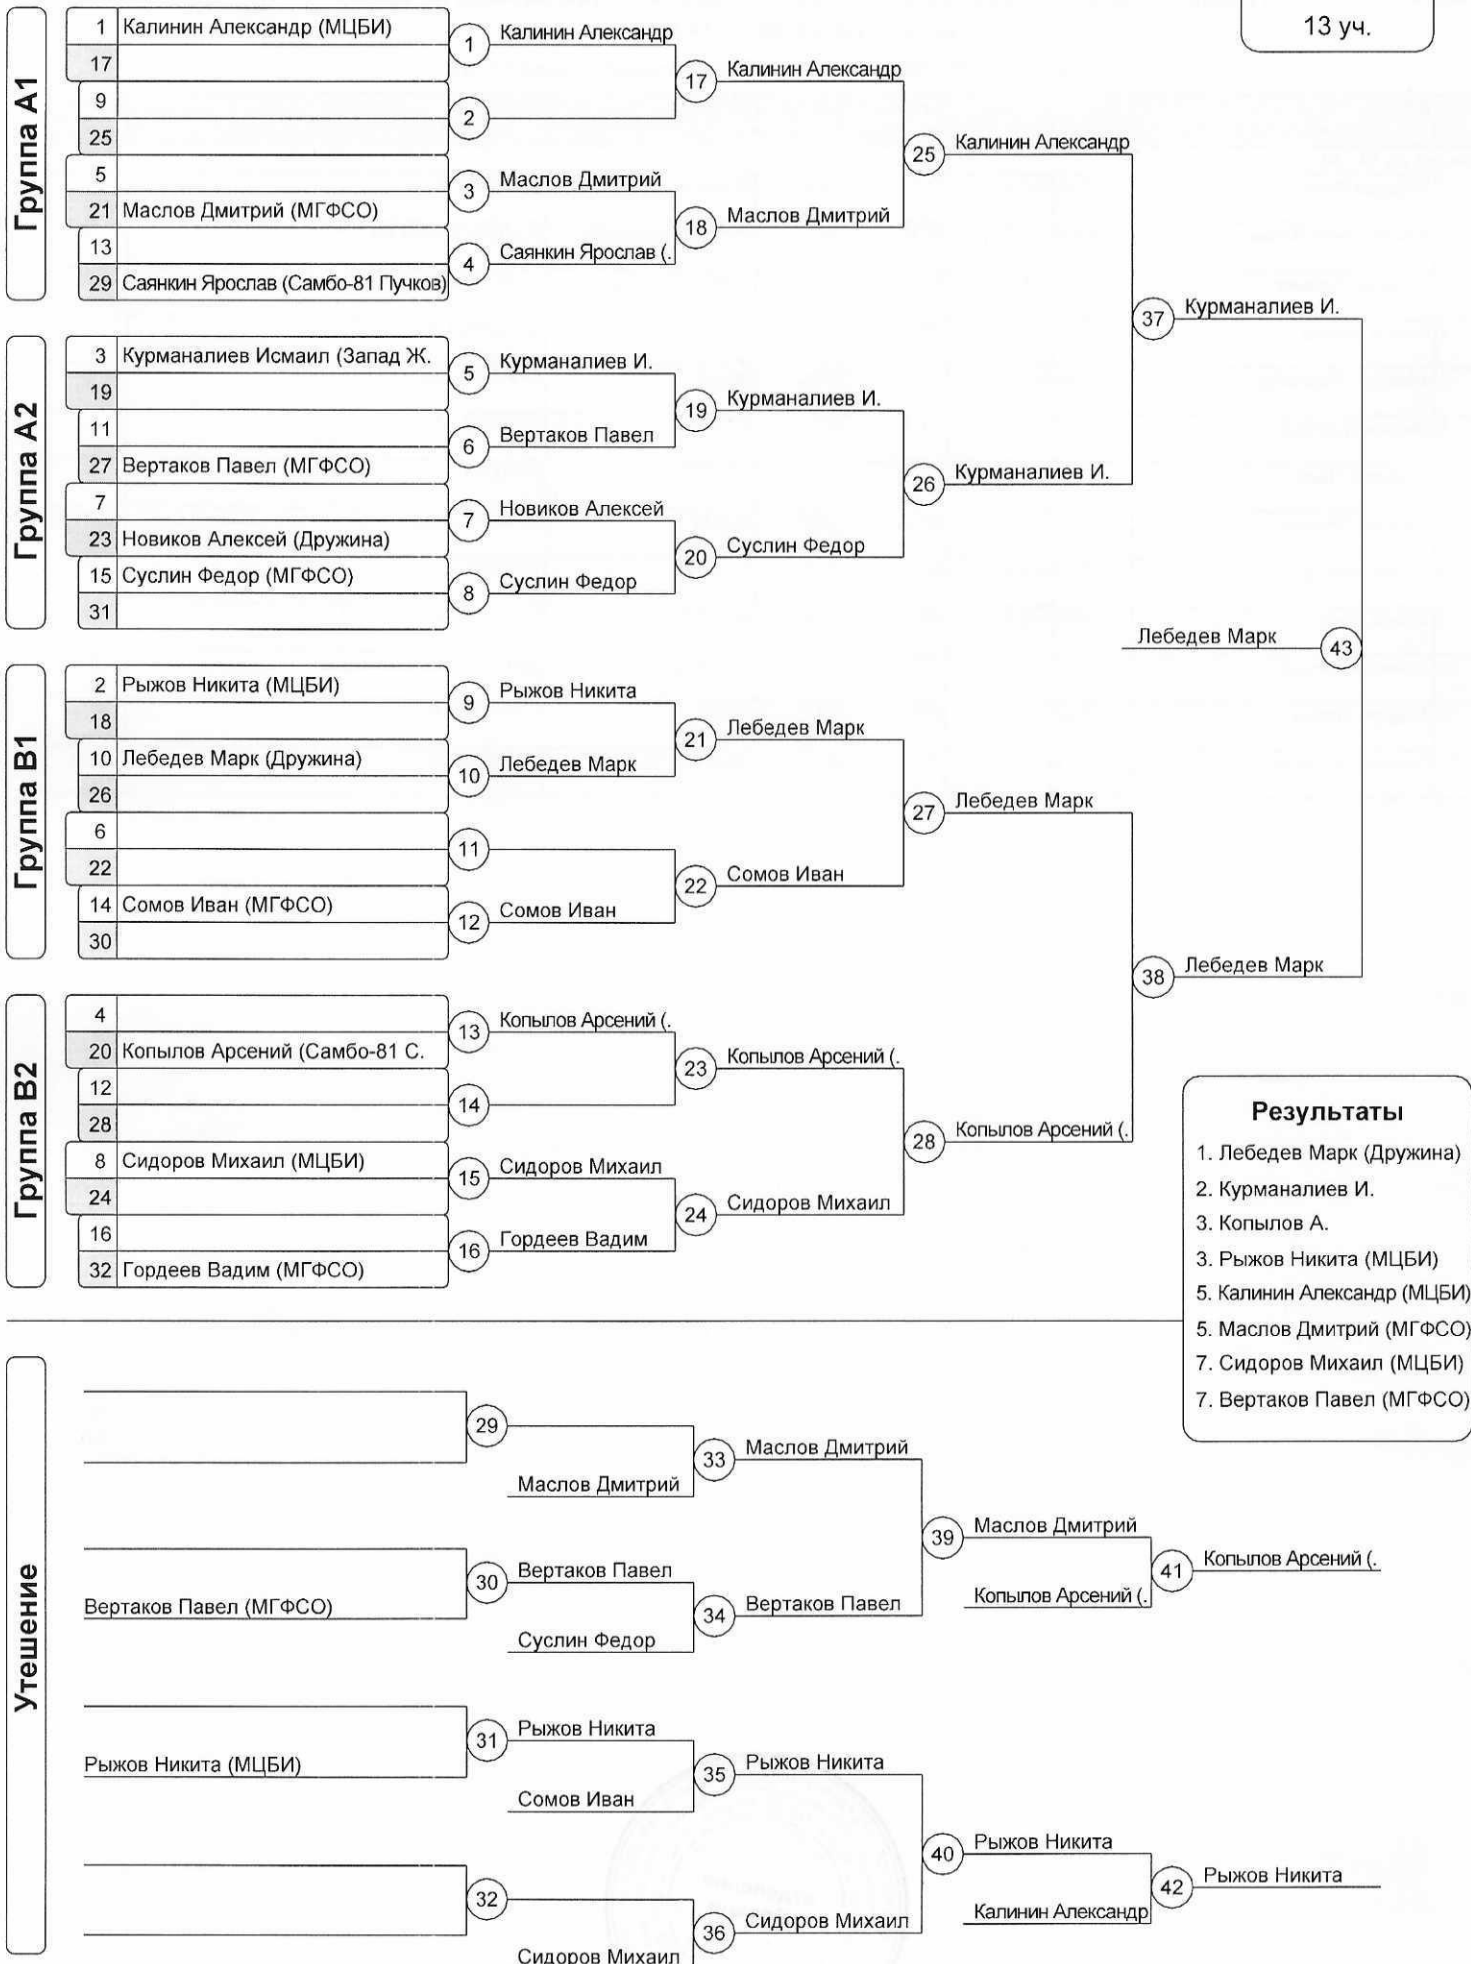 13 уч.
Группа A1
1 Калинин Александр (МЦБИ)
17
9
25
5
21 Маслов Дмитрий (МГФСО)
13
29 Саянкин Ярослав (Самбо-81 Пучков)
1 Калинин Александр
2
3 Маслов Дмитрий
4 Саянкин Ярослав (.
17 Калинин Александр
18 Маслов Дмитрий
25 Калинин Александр
Группа A2
3 Курманалиев Исмаил (Запад Ж.
19
11
27 Вертаков Павел (МГФСО)
7
23 Новиков Алексей (Дружина)
15 Суслин Федор (МГФСО)
31
5 Курманалиев И.
6 Вертаков Павел
7 Новиков Алексей
8 Суслин Федор
19 Курманалиев И.
20 Суслин Федор
26 Курманалиев И.
37 Курманалиев И.
Лебедев Марк 43
Группа B1
2 Рыжов Никита (МЦБИ)
18
10 Лебедев Марк (Дружина)
26
6
22
14 Сомов Иван (МГФСО)
30
9 Рыжов Никита
10 Лебедев Марк
11
12 Сомов Иван
21 Лебедев Марк
22 Сомов Иван
27 Лебедев Марк
38 Лебедев Марк
Группа B2
4
20 Копылов Арсений (Самбо-81 С.
12
28
8 Сидоров Михаил (МЦБИ)
24
16
32 Гордеев Вадим (МГФСО)
13 Копылов Арсений (.
14
15 Сидоров Михаил
16 Гордеев Вадим
23 Копылов Арсений (.
24 Сидоров Михаил
28 Копылов Арсений (.
Результаты
1. Лебедев Марк (Дружина)
2. Курманалиев И.
3. Копылов А.
3. Рыжов Никита (МЦБИ)
5. Калинин Александр (МЦБИ)
5. Маслов Дмитрий (МГФСО)
7. Сидоров Михаил (МЦБИ)
7. Вертаков Павел (МГФСО)
Утешение
29
Маслов Дмитрий
33 Маслов Дмитрий
Вертаков Павел (МГФСО)
30 Вертаков Павел
Суслин Федор
34 Вертаков Павел
39 Маслов Дмитрий
Копылов Арсений (.
41 Копылов Арсений (.
Рыжов Никита (МЦБИ)
31 Рыжов Никита
Сомов Иван
35 Рыжов Никита
32
Сидоров Михаил
36 Сидоров Михаил
40 Рыжов Никита
Калинин Александр
42 Рыжов Никита